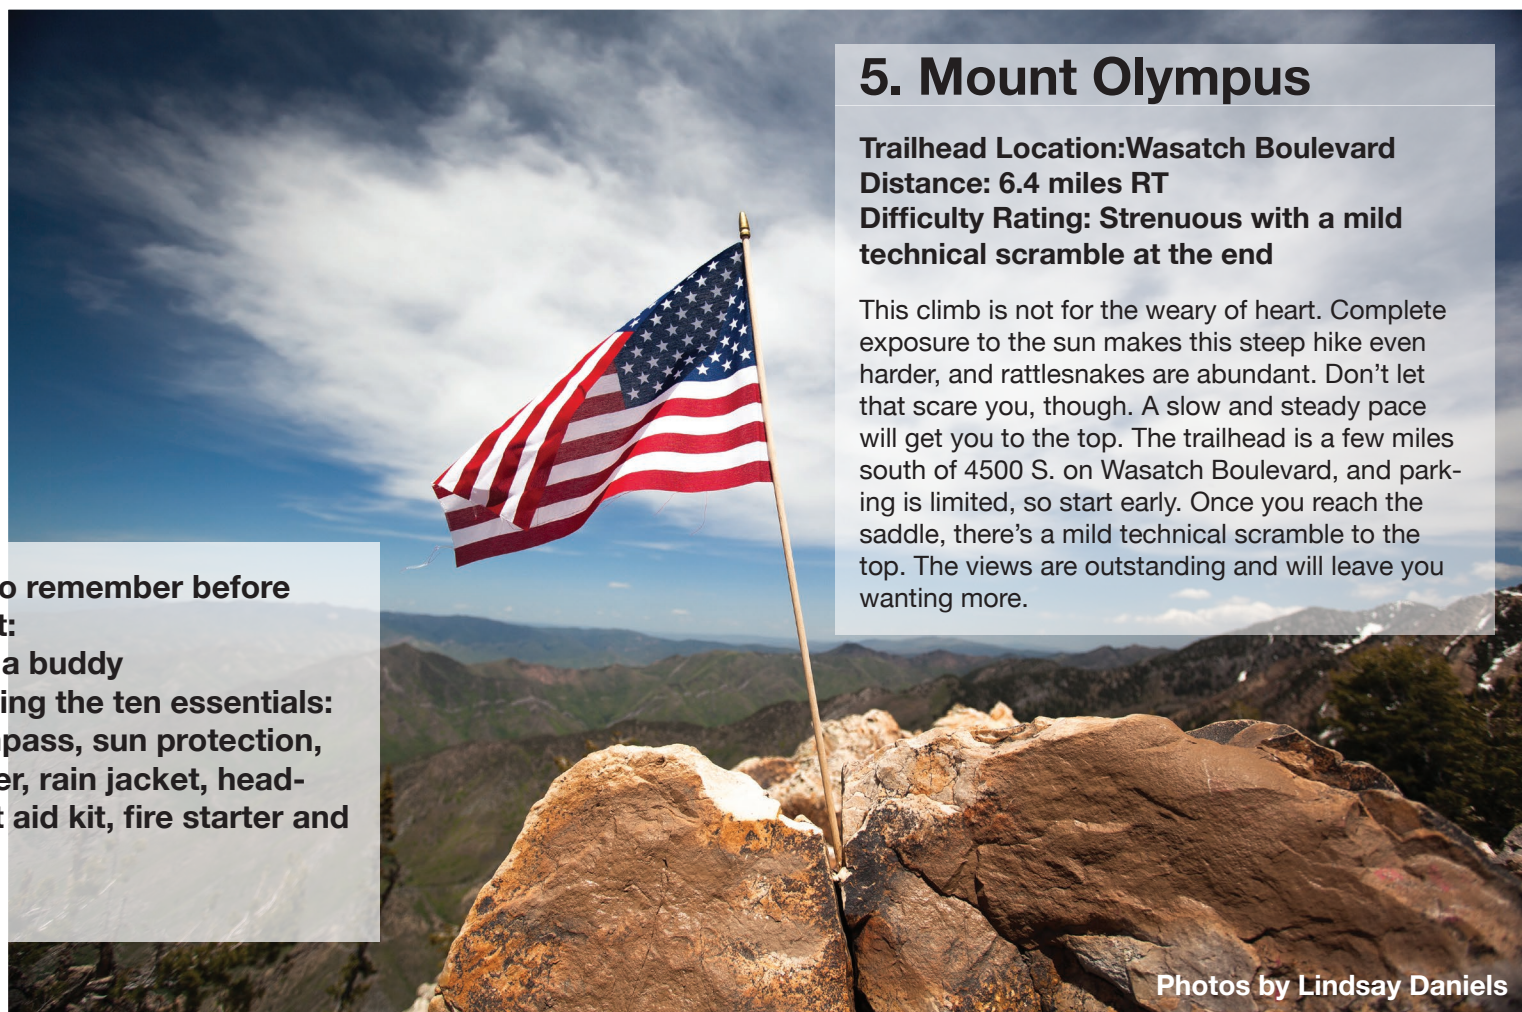 5. Mount Olympus
Trailhead Location:Wasatch Boulevard
Distance: 6.4 miles RT
Difficulty Rating: Strenuous with a mild
technical scramble at the end
This climb is not for the weary of heart. Complete
exposure to the sun makes this steep hike even
harder, and rattlesnakes are abundant. Don’t let
that scare you, though. A slow and steady pace
will get you to the top. The trailhead is a few miles
south of 4500 S. on Wasatch Boulevard, and park-
ing is limited, so start early. Once you reach the
saddle, there’s a mild technical scramble to the
top. The views are outstanding and will leave you
wanting more.
remember before
a buddy
the ten essentials:
sun protection,
rain jacket, head-
aid kit, fire starter and
Photos by Lindsay Daniels